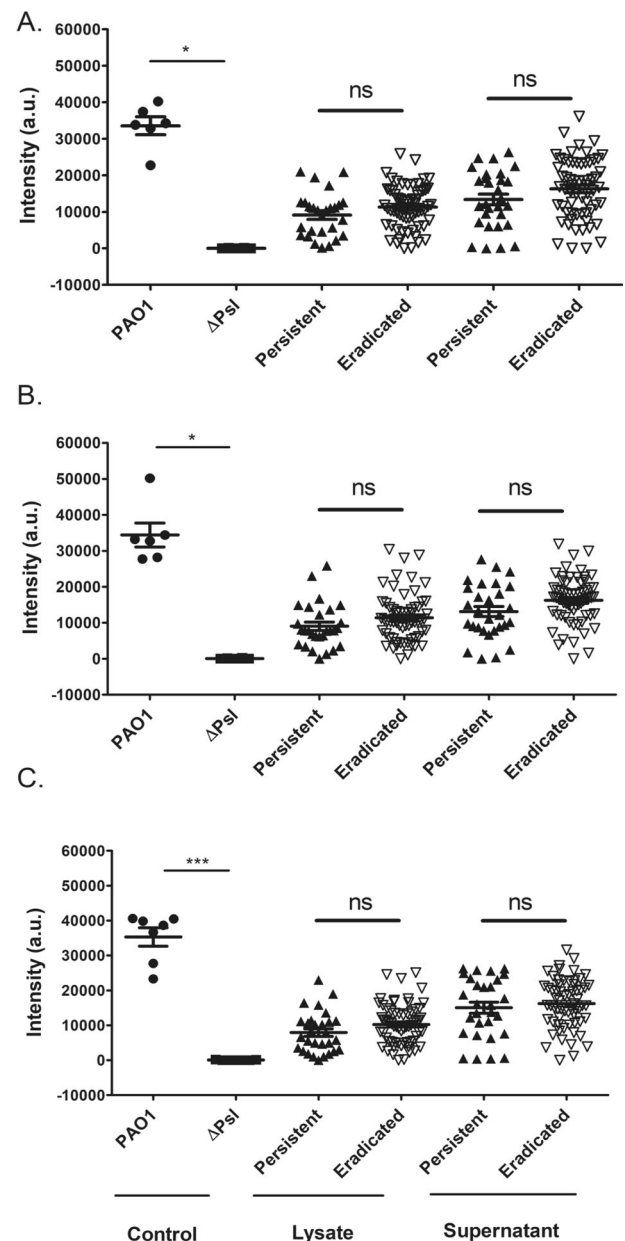 A.
60000
50000
40000
30000
20000
10000
0
-10000
Intensity (a.u.)
*
ns
ns
PAO1
ΔPsl
Persistent
Eradicated
Persistent
Eradicated
B.
60000
50000
40000
30000
20000
10000
0
-10000
Intensity (a.u.)
*
ns
ns
PAO1
ΔPsl
Persistent
Eradicated
Persistent
Eradicated
C.
60000
50000
40000
30000
20000
10000
0
-10000
Intensity (a.u.)
***
ns
ns
PAO1
ΔPsl
Persistent
Eradicated
Persistent
Eradicated
Control
Lysate
Supernatant